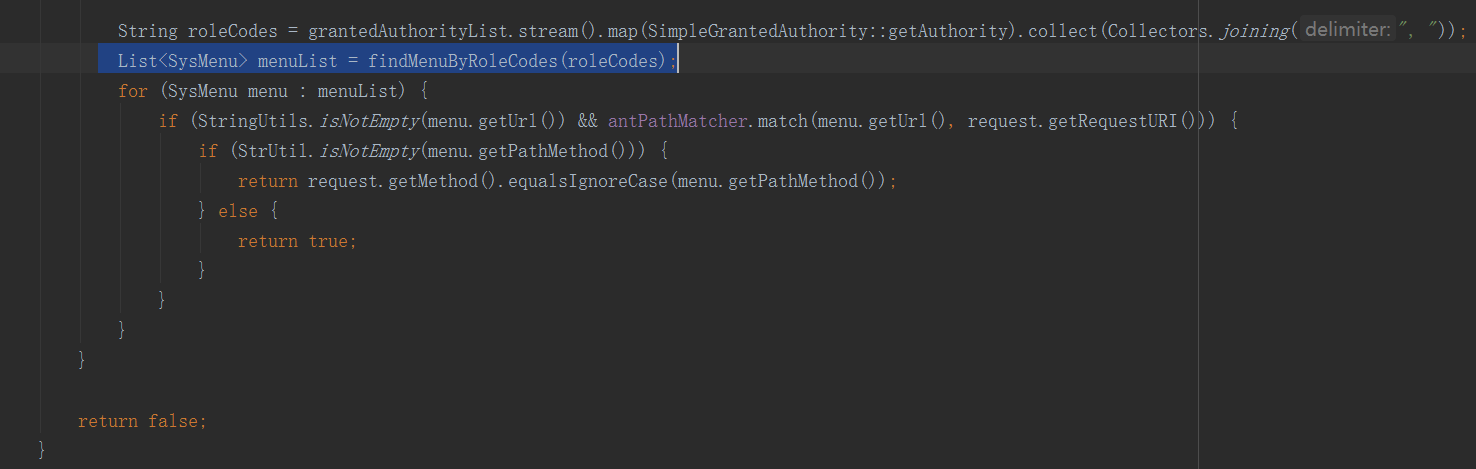 String roleCodes = grantedAuthorityList.stream().map(SimpleGrantedAuthority::getAuthority).collect(Collectors.joining( delimiter: ", "));
List<SysMenu> menuList = findMenuByRoleCodes(roleCodes);
for (SysMenu menu : menuList) {
if (StringUtils.isNotEmpty(menu.getUrl()) && antPathMatcher.match(menu.getUrl(), request.getRequestURI())) {
if (StrUtil.isNotEmpty(menu.getPathMethod())) {
return request.getMethod().equalsIgnoreCase(menu.getPathMethod());
} else {
return true;
}
}
}
}
return false;
}